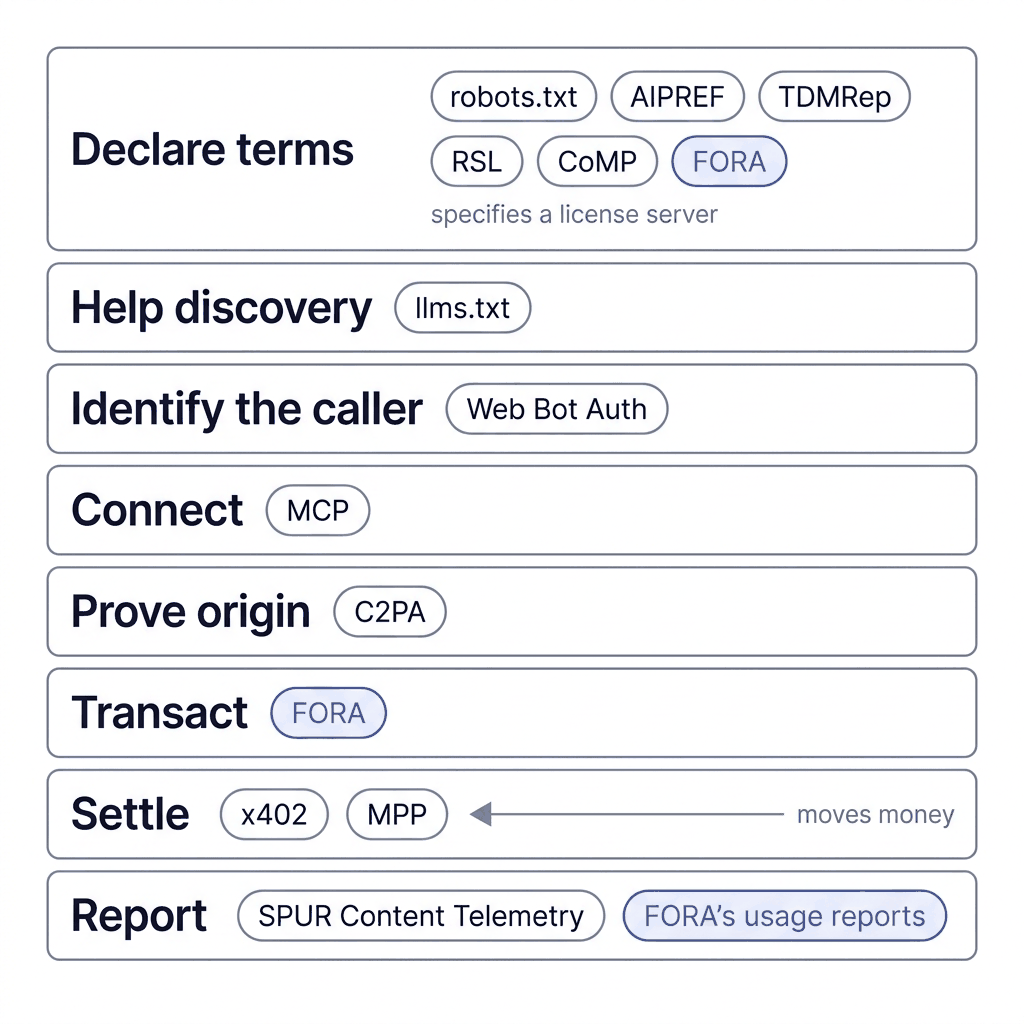 Declare terms
robots.txt AIPREF TDMRep
RSL CoMP FORA
specifies a license server
Help discovery llms.txt
Identify the caller Web Bot Auth
Connect MCP
Prove origin C2PA
Transact FORA
Settle x402 MPP moves money
Report SPUR Content Telemetry FORA’s usage reports